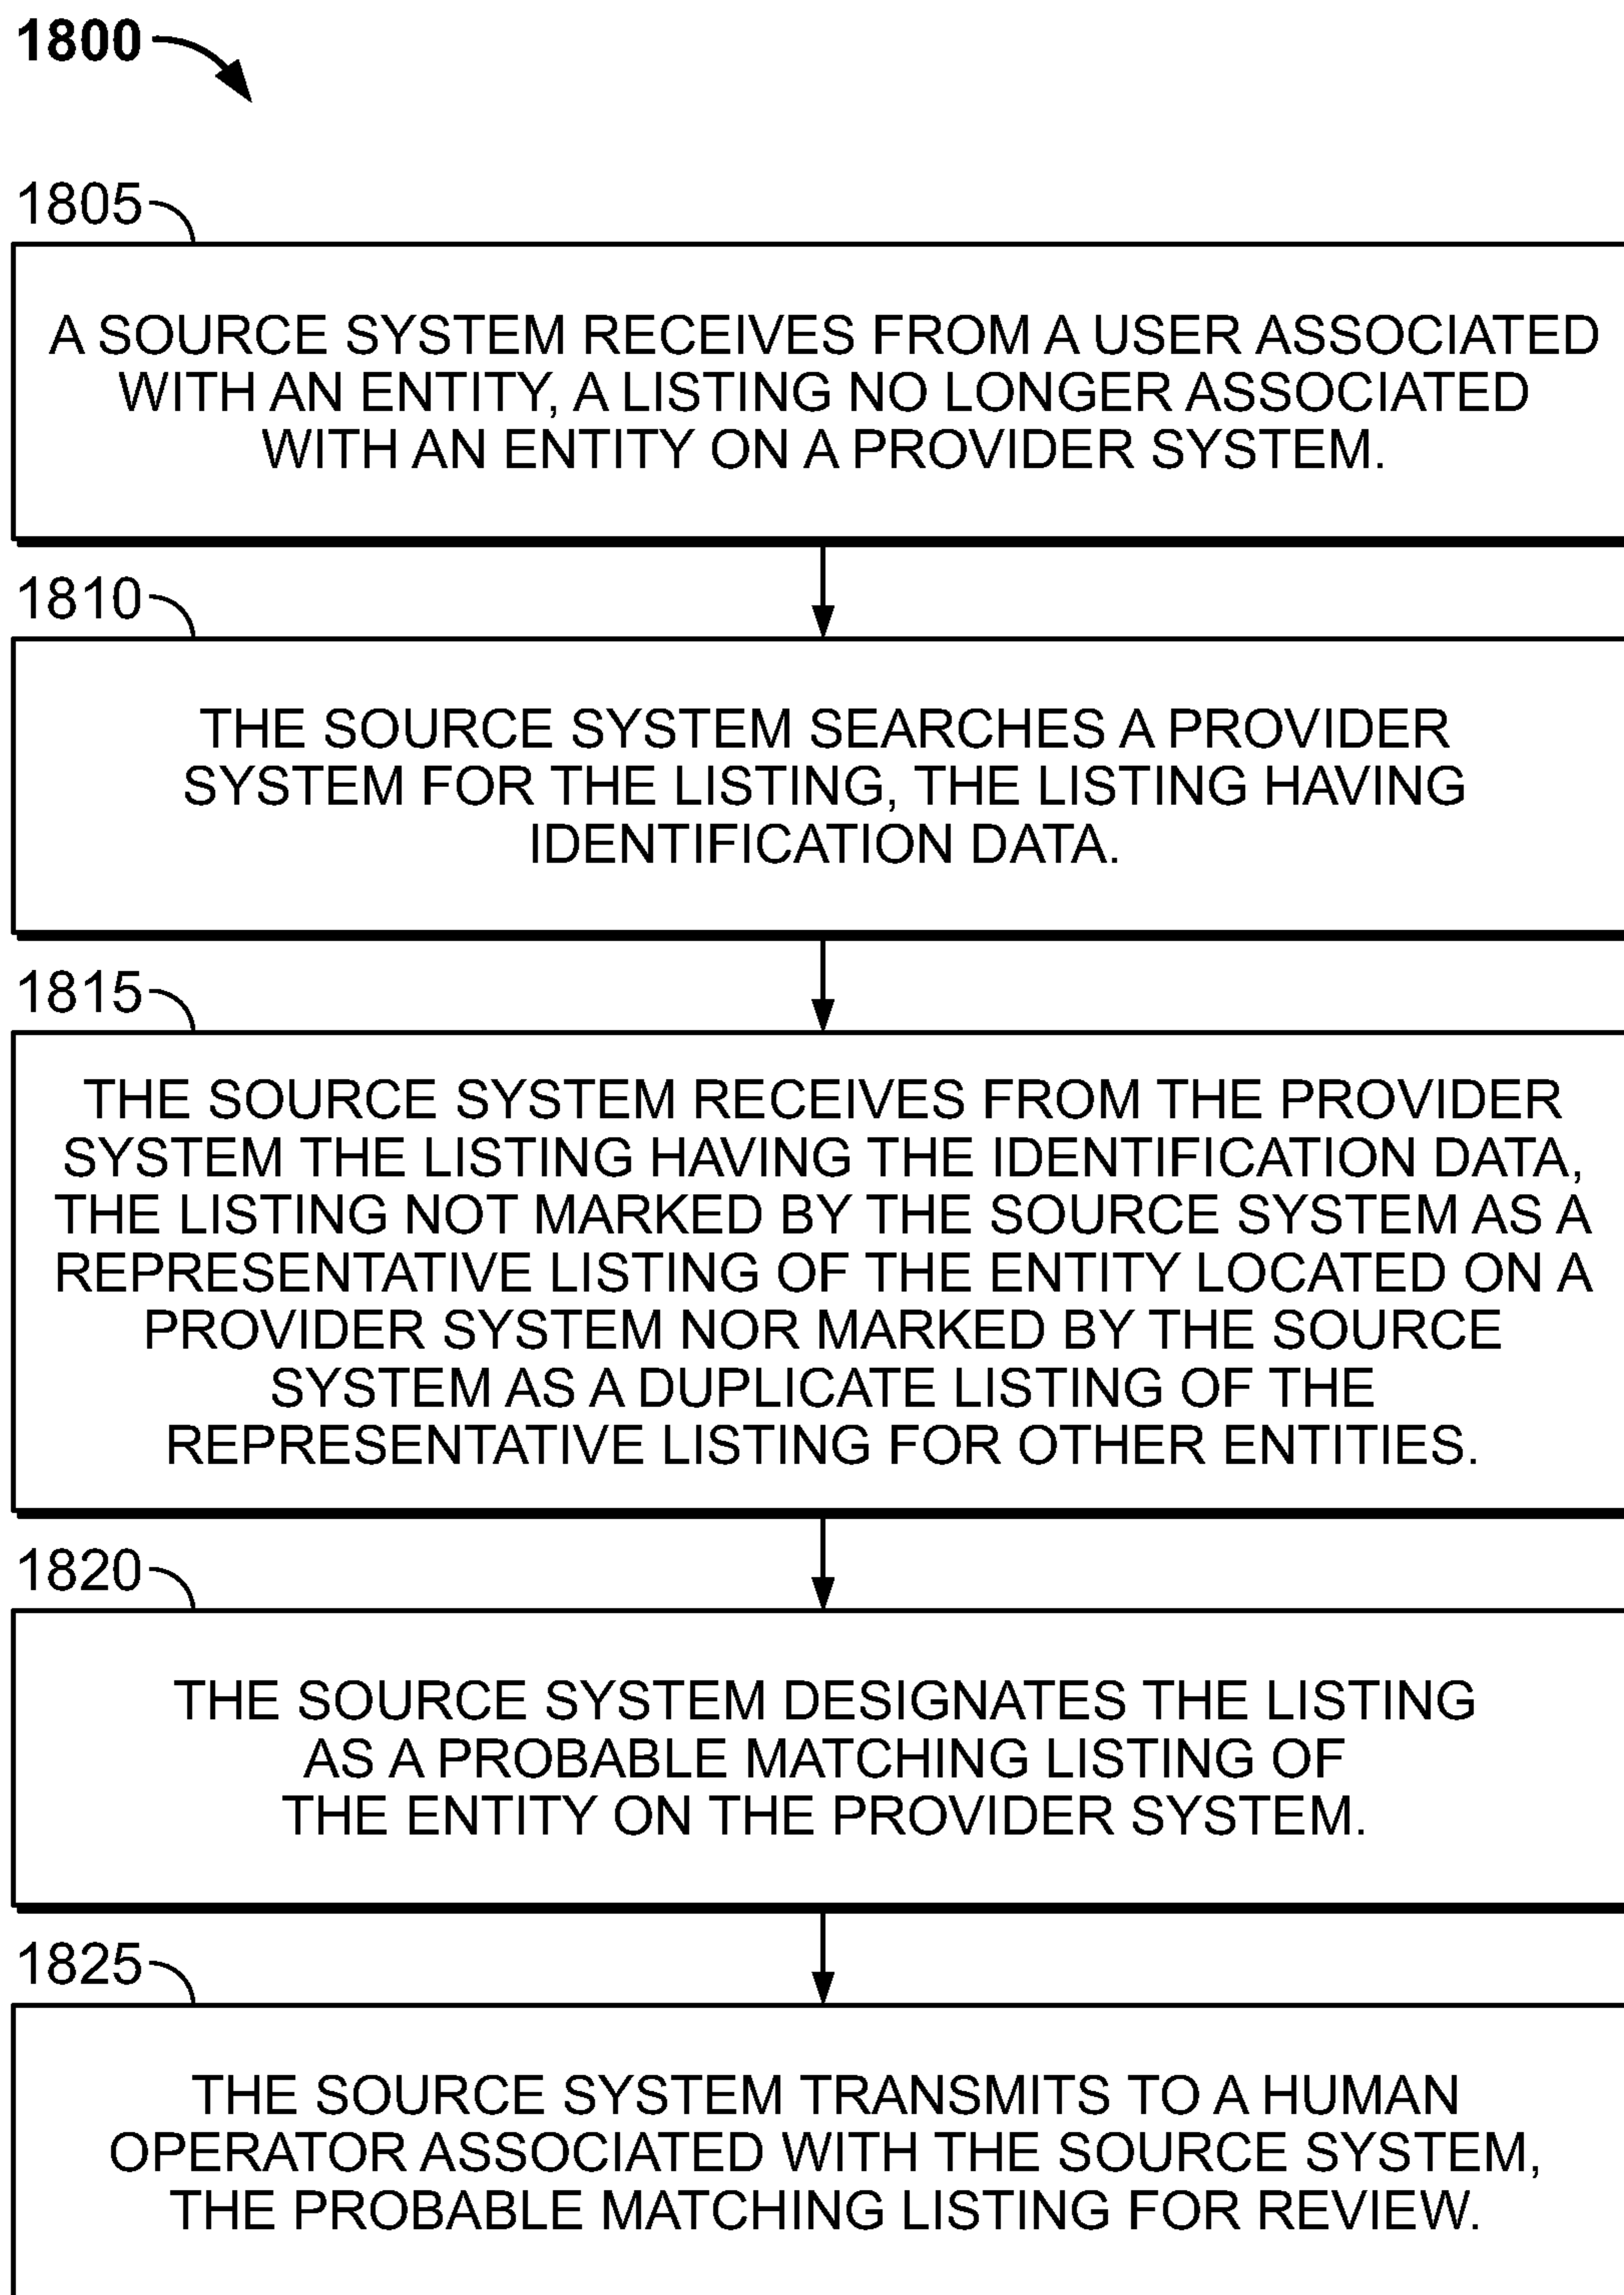 1800
1805
A SOURCE SYSTEM RECEIVES FROM A USER ASSOCIATED
WITH AN ENTITY, A LISTING NO LONGER ASSOCIATED
WITH AN ENTITY ON A PROVIDER SYSTEM.
1810
THE SOURCE SYSTEM SEARCHES A PROVIDER
SYSTEM FOR THE LISTING, THE LISTING HAVING
IDENTIFICATION DATA.
1815
THE SOURCE SYSTEM RECEIVES FROM THE PROVIDER
SYSTEM THE LISTING HAVING THE IDENTIFICATION DATA,
THE LISTING NOT MARKED BY THE SOURCE SYSTEM AS A
REPRESENTATIVE LISTING OF THE ENTITY LOCATED ON A
PROVIDER SYSTEM NOR MARKED BY THE SOURCE
SYSTEM AS A DUPLICATE LISTING OF THE
REPRESENTATIVE LISTING FOR OTHER ENTITIES.
1820
THE SOURCE SYSTEM DESIGNATES THE LISTING
AS A PROBABLE MATCHING LISTING OF
THE ENTITY ON THE PROVIDER SYSTEM.
1825
THE SOURCE SYSTEM TRANSMITS TO A HUMAN
OPERATOR ASSOCIATED WITH THE SOURCE SYSTEM,
THE PROBABLE MATCHING LISTING FOR REVIEW.